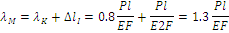 λ_M = λ_K + Δl_I = 0.8 Pl/EF + Pl/E2F = 1.3 Pl/EF